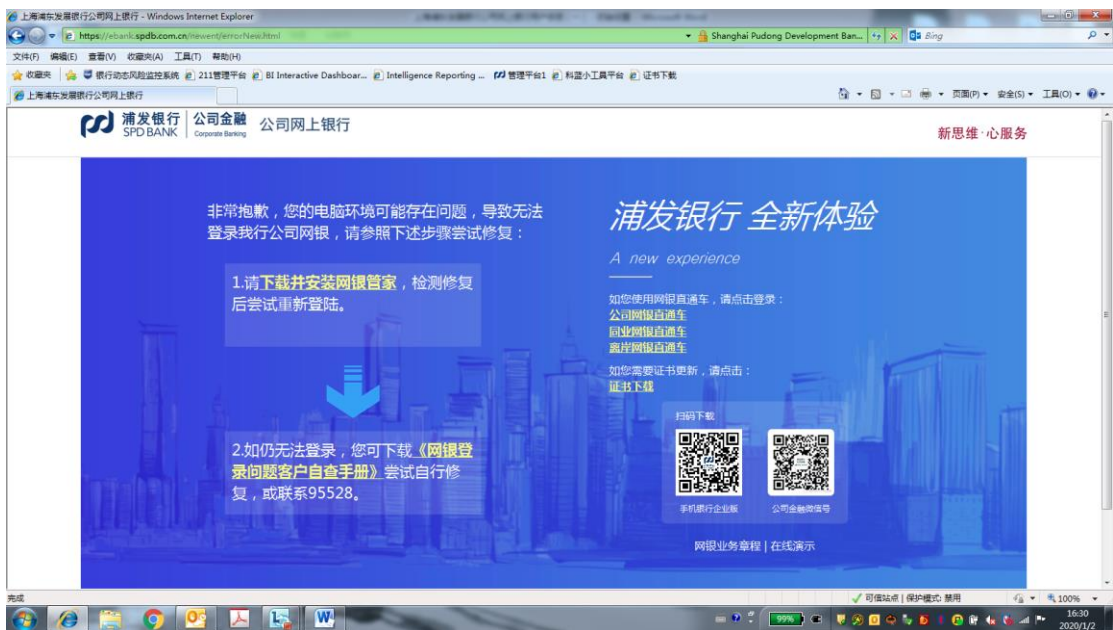 上海浦东发展银行公司网上银行 - Windows Internet Explorer
https://ebank.spdb.com.cn/newent/errorNew.html
Shanghai Pudong Development Ban...
Bing
文件(F) 编辑(E) 查看(V) 收藏夹(A) 工具(T) 帮助(H)
收藏夹
银行动态风险监控系统
211管理平台
BI Interactive Dashboar...
Intelligence Reporting ...
管理平台1
科蓝小工具平台
证书下载
上海浦东发展银行公司网上银行
页面(P)
安全(S)
工具(O)
浦发银行
SPD BANK
公司金融
Corporate Banking
公司网上银行
新思维·心服务
非常抱歉，您的电脑环境可能存在问题，导致无法
登录我行公司网银，请参照下述步骤尝试修复：
1.请下载并安装网银管家，检测修复
后尝试重新登陆。
2.如仍无法登录，您可下载《网银登
录问题客户自查手册》尝试自行修
复，或联系95528。
浦发银行 全新体验
A new experience
如您使用网银直通车，请点击登录：
公司网银直通车
同业网银直通车
离岸网银直通车
如您需要证书更新，请点击：
证书下载
扫码下载
手机银行企业版
公司金融微信号
网银业务章程 | 在线演示
完成
可信站点 | 保护模式: 禁用
100%
99%
16:30
2020/1/2